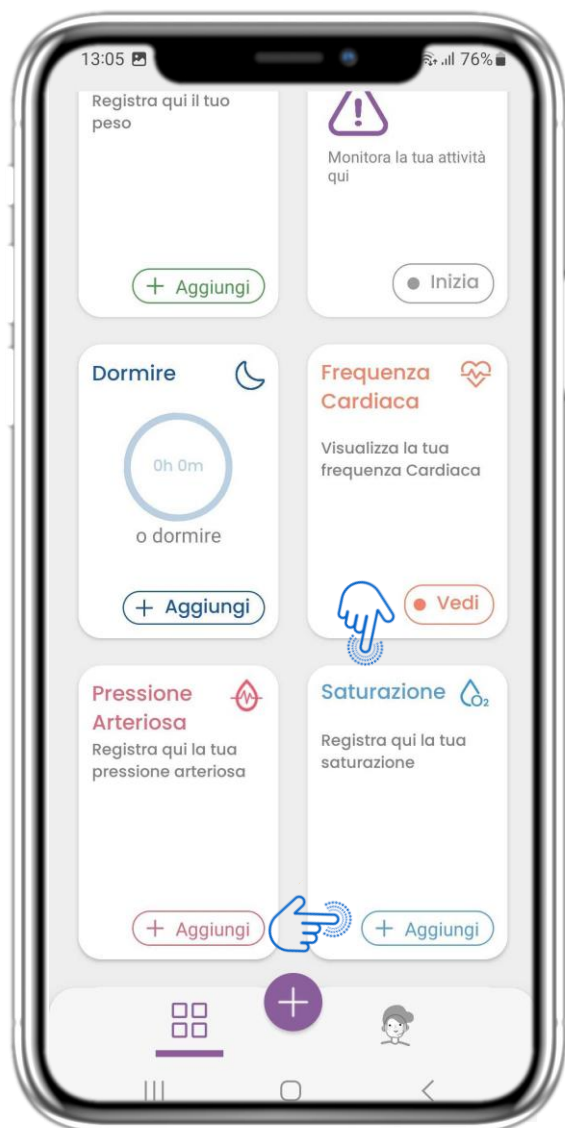 13:05
76%
Registra qui il tuo
peso
Monitora la tua attività
qui
+ Aggiungi
Inizia
Dormire
0h 0m
o dormire
+ Aggiungi
Frequenza
Cardiaca
Visualizza la tua
frequenza Cardiaca
Vedi
Pressione
Arteriosa
Registra qui la tua
pressione arteriosa
+ Aggiungi
Saturazione
O2
Registra qui la tua
saturazione
+ Aggiungi